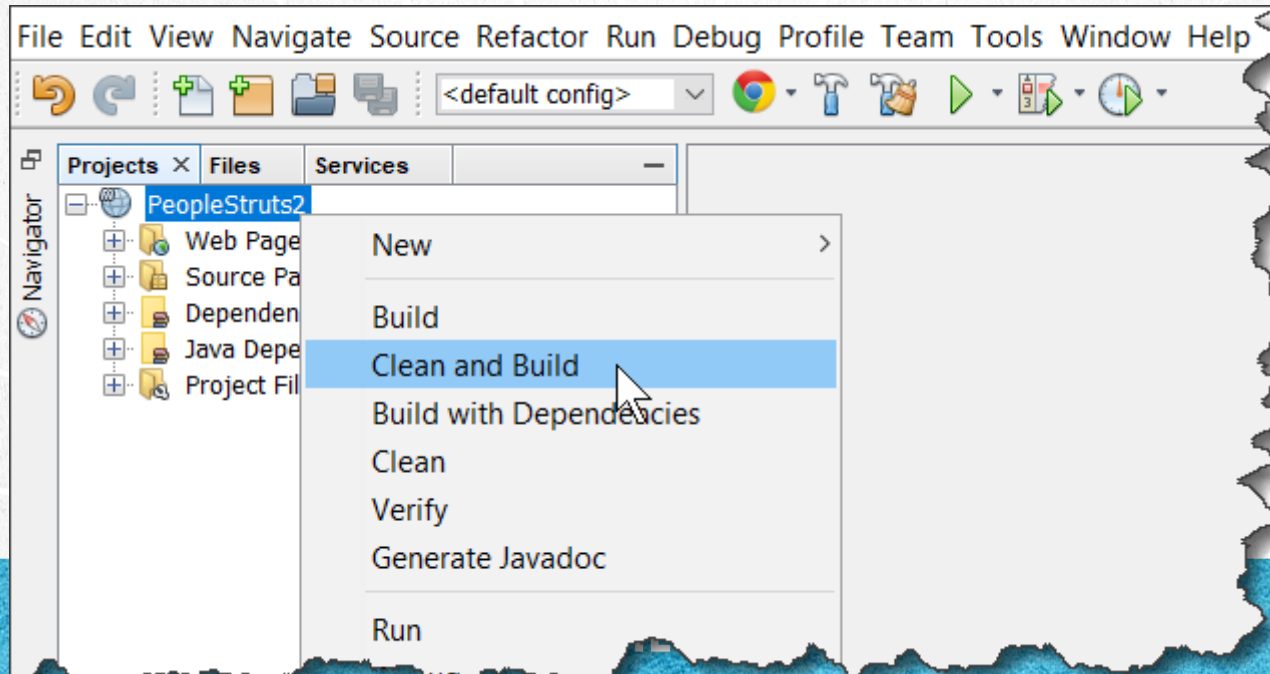 File Edit View Navigate Source Refactor Run Debug Profile Team Tools Window Help
<default config>
Projects Files Services
Navigator
PeopleStruts2
Web Page
Source Pa
Dependen
Java Depe
Project Fil
New
Build
Clean and Build
Build with Dependencies
Clean
Verify
Generate Javadoc
Run